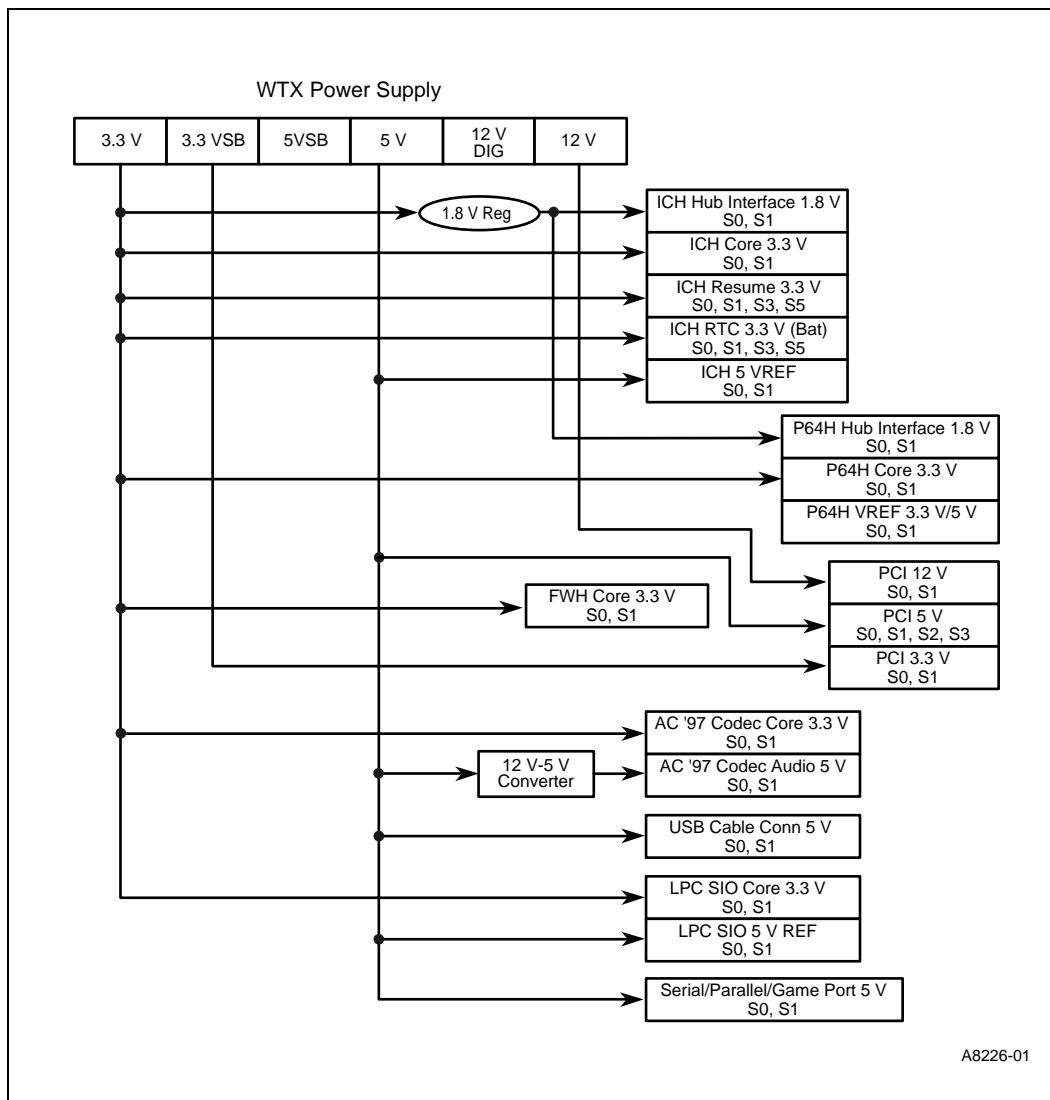 WTX Power Supply
3.3 V
3.3 VSB
5VSB
5 V
12 V
DIG
12 V
1.8 V Reg
ICH Hub Interface 1.8 V
S0, S1
ICH Core 3.3 V
S0, S1
ICH Resume 3.3 V
S0, S1, S3, S5
ICH RTC 3.3 V (Bat)
S0, S1, S3, S5
ICH 5 VREF
S0, S1
P64H Hub Interface 1.8 V
S0, S1
P64H Core 3.3 V
S0, S1
P64H VREF 3.3 V/5 V
S0, S1
PCI 12 V
S0, S1
FWH Core 3.3 V
S0, S1
PCI 5 V
S0, S1, S2, S3
PCI 3.3 V
S0, S1
AC '97 Codec Core 3.3 V
S0, S1
12 V-5 V
Converter
AC '97 Codec Audio 5 V
S0, S1
USB Cable Conn 5 V
S0, S1
LPC SIO Core 3.3 V
S0, S1
LPC SIO 5 V REF
S0, S1
Serial/Parallel/Game Port 5 V
S0, S1
A8226-01